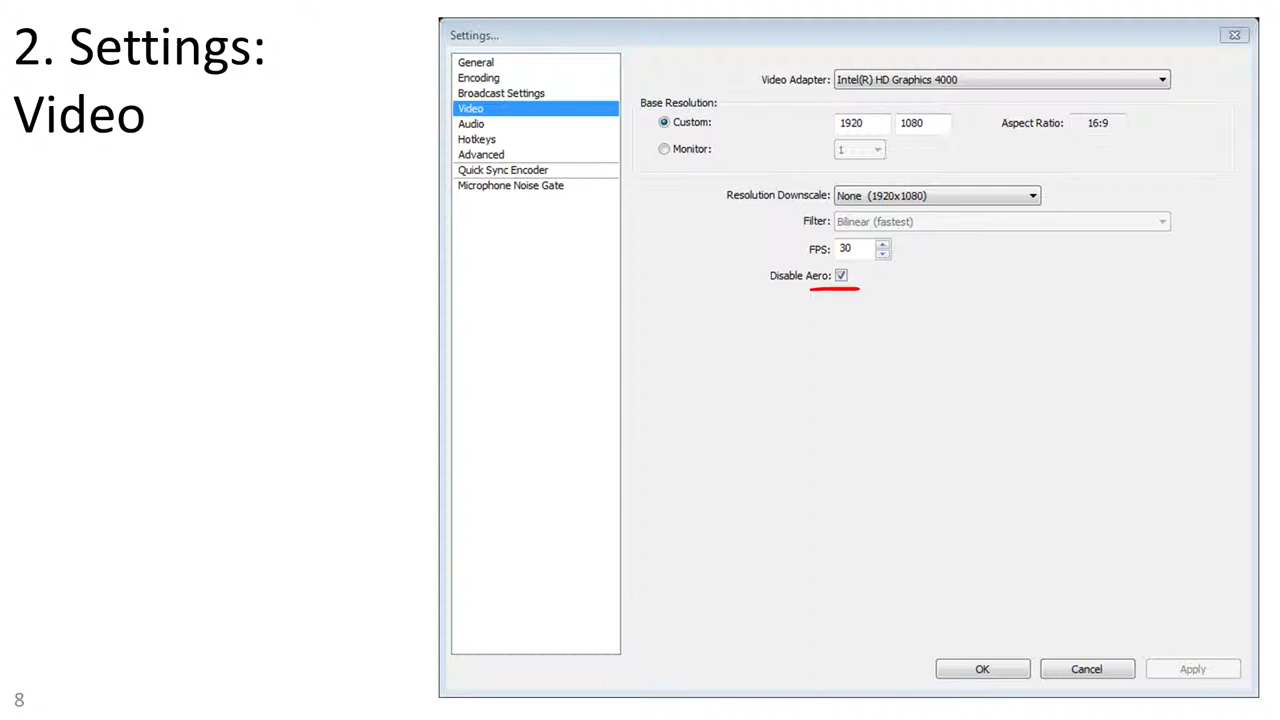 2. Settings:
Video
Settings...
General
Encoding
Broadcast Settings
Video
Audio
Hotkeys
Advanced
Quick Sync Encoder
Microphone Noise Gate
Video Adapter: Intel(R) HD Graphics 4000
Base Resolution:
Custom: 1920 1080 Aspect Ratio: 16:9
Monitor: 1
Resolution Downscale: None (1920x1080)
Filter: Bilinear (fastest)
FPS: 30
Disable Aero:
OK Cancel Apply
8